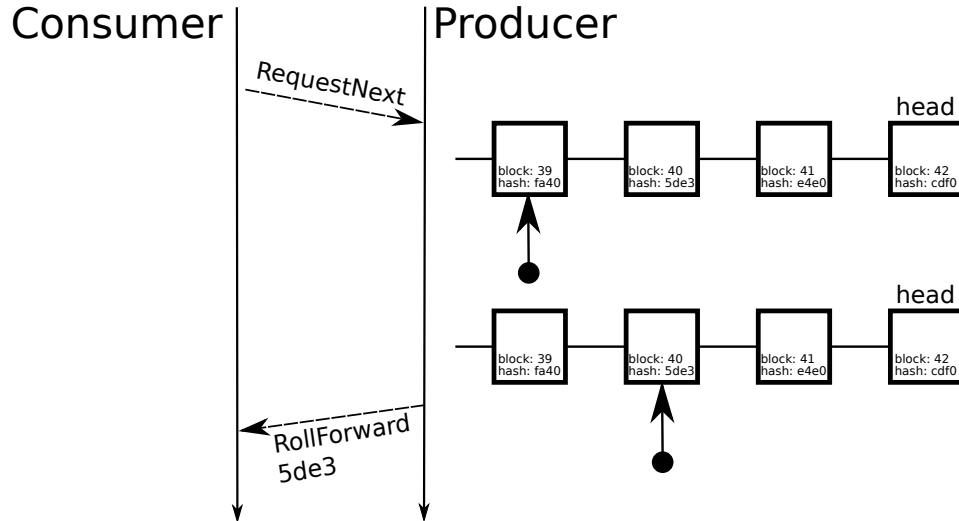 Consumer
Producer
RequestNext
head
block: 39
hash: fa40
block: 40
hash: 5de3
block: 41
hash: e4e0
block: 42
hash: cdf0
head
block: 39
hash: fa40
block: 40
hash: 5de3
block: 41
hash: e4e0
block: 42
hash: cdf0
RollForward
5de3